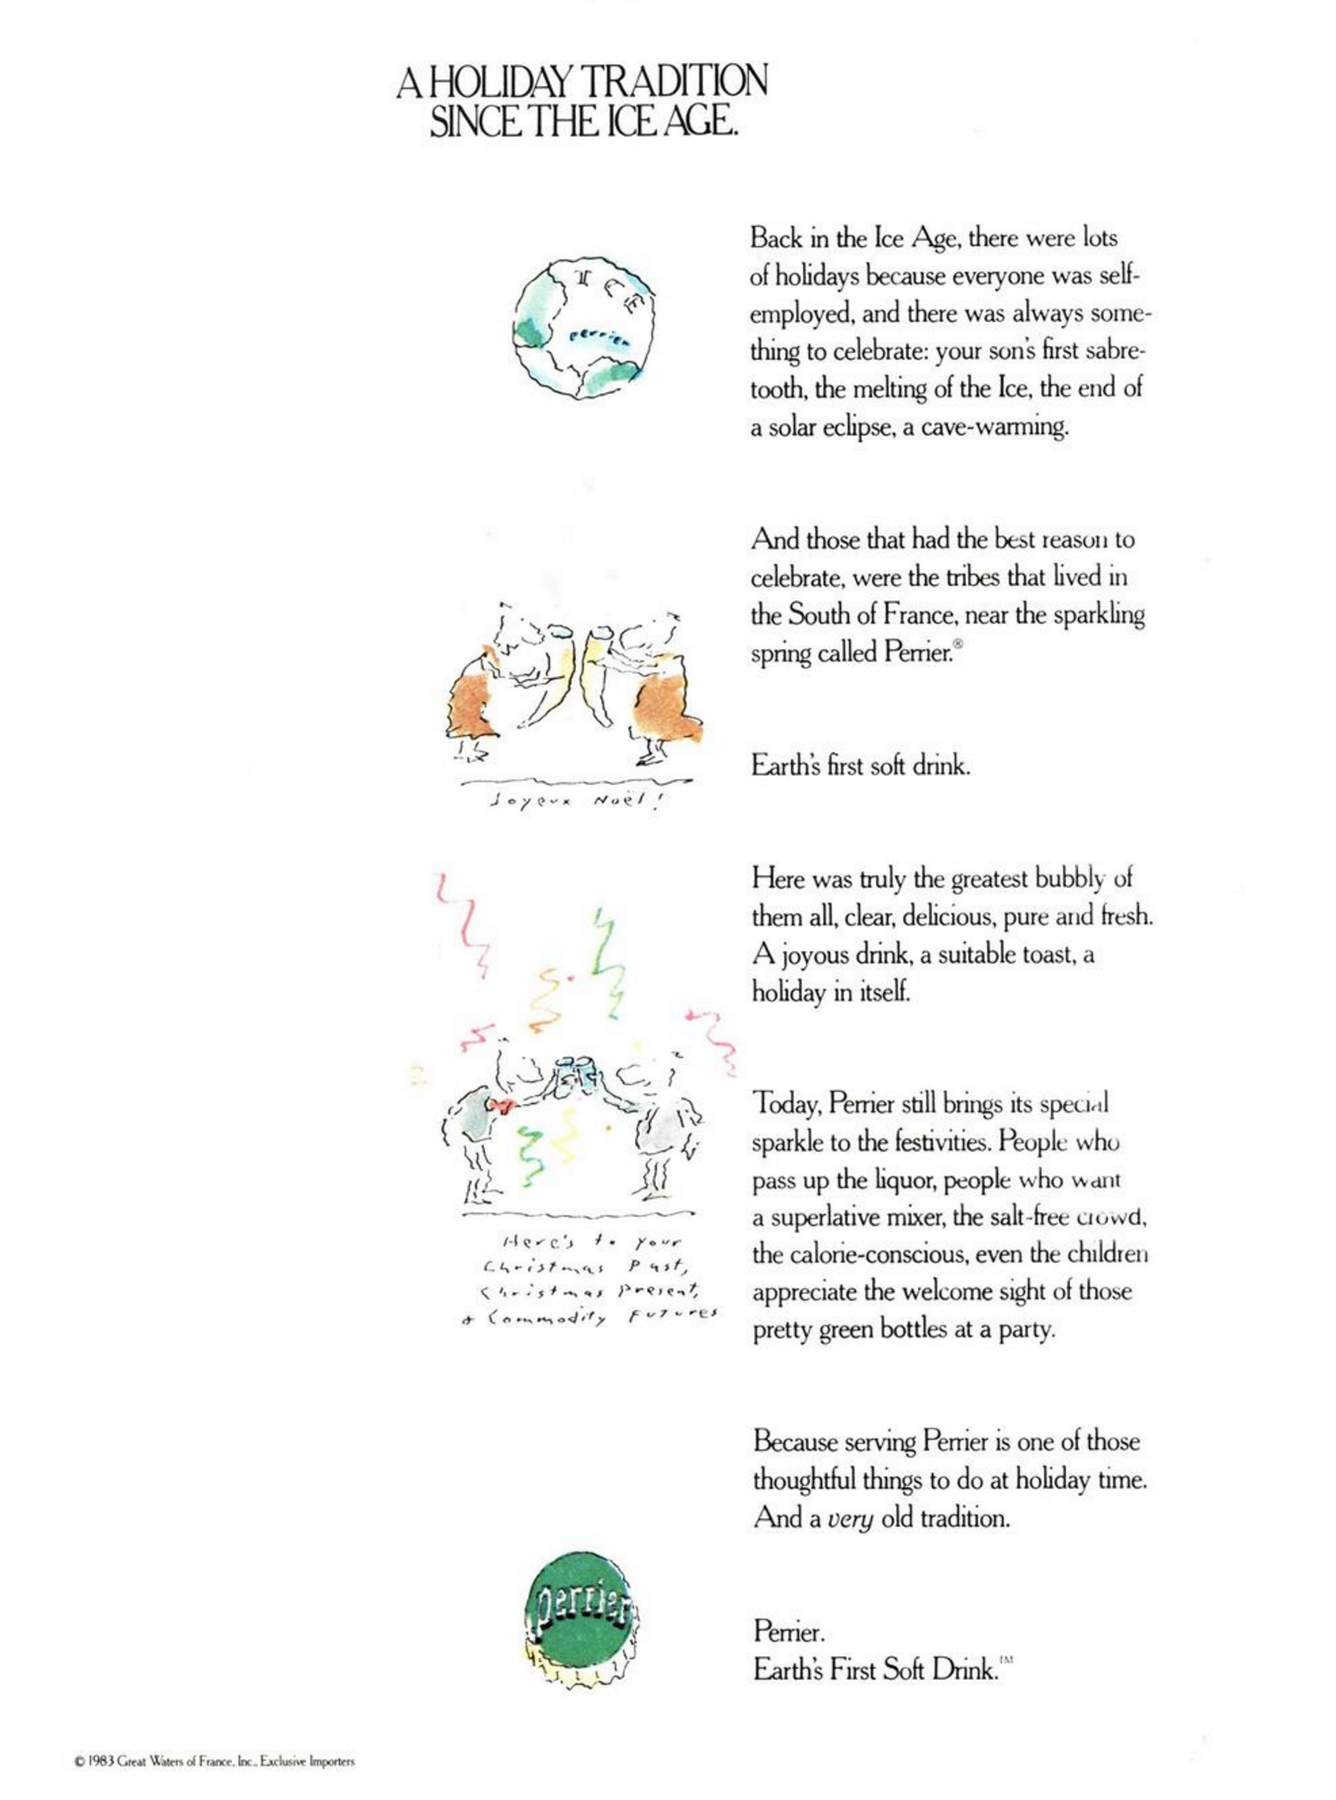 A HOLIDAY TRADITION
SINCE THE ICE AGE.
ICE
perrier
Back in the Ice Age, there were lots
of holidays because everyone was self-
employed, and there was always some-
thing to celebrate: your son's first sabre-
tooth, the melting of the Ice, the end of
a solar eclipse, a cave-warming.
And those that had the best reason to
celebrate, were the tribes that lived in
the South of France, near the sparkling
spring called Perrier.®
Joyeux Noël!
Earth's first soft drink.
Here was truly the greatest bubbly of
them all, clear, delicious, pure and fresh.
A joyous drink, a suitable toast, a
holiday in itself.
Here's to your
Christmas Past,
Christmas Present,
& Commodity Futures
Today, Perrier still brings its special
sparkle to the festivities. People who
pass up the liquor, people who want
a superlative mixer, the salt-free crowd,
the calorie-conscious, even the children
appreciate the welcome sight of those
pretty green bottles at a party.
Because serving Perrier is one of those
thoughtful things to do at holiday time.
And a very old tradition.
perrier
Perrier.
Earth's First Soft Drink.™
© 1983 Great Waters of France, Inc., Exclusive Importers